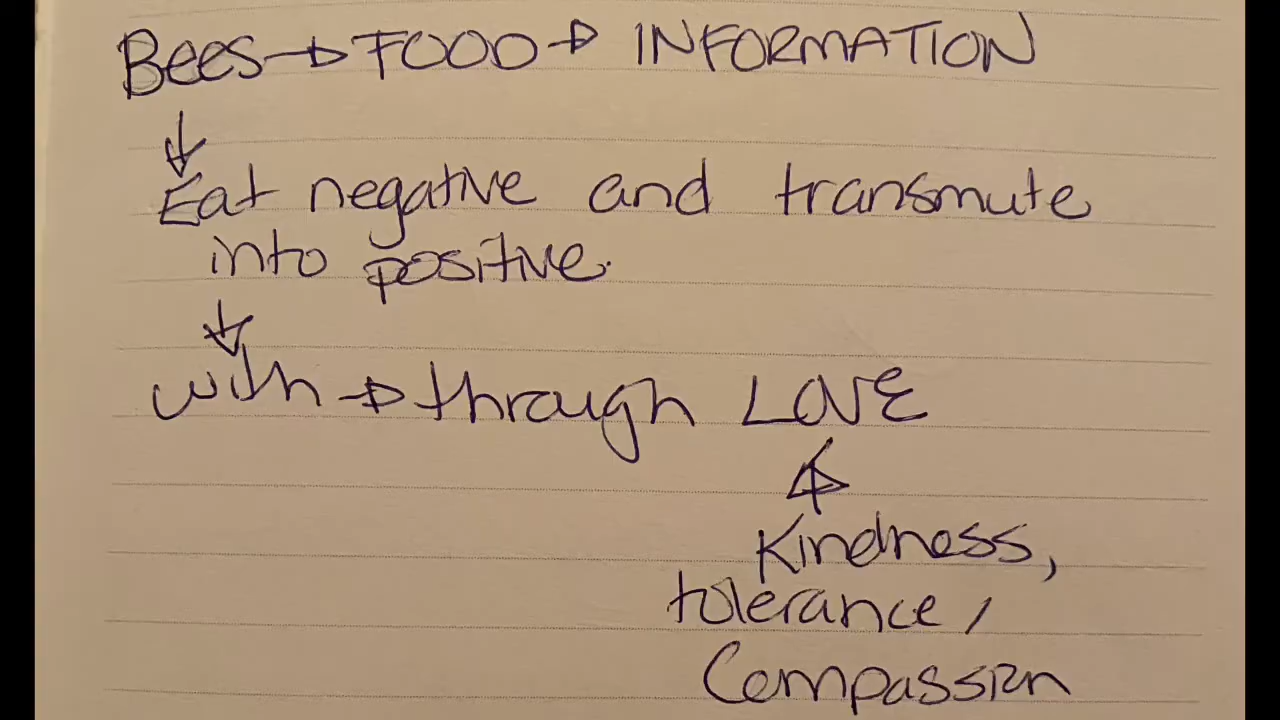 Bees → FOOD → INFORMATION
↓
Eat negative and transmute
into positive.
↓
with → through LOVE
↑
Kindness,
tolerance,
Compassion